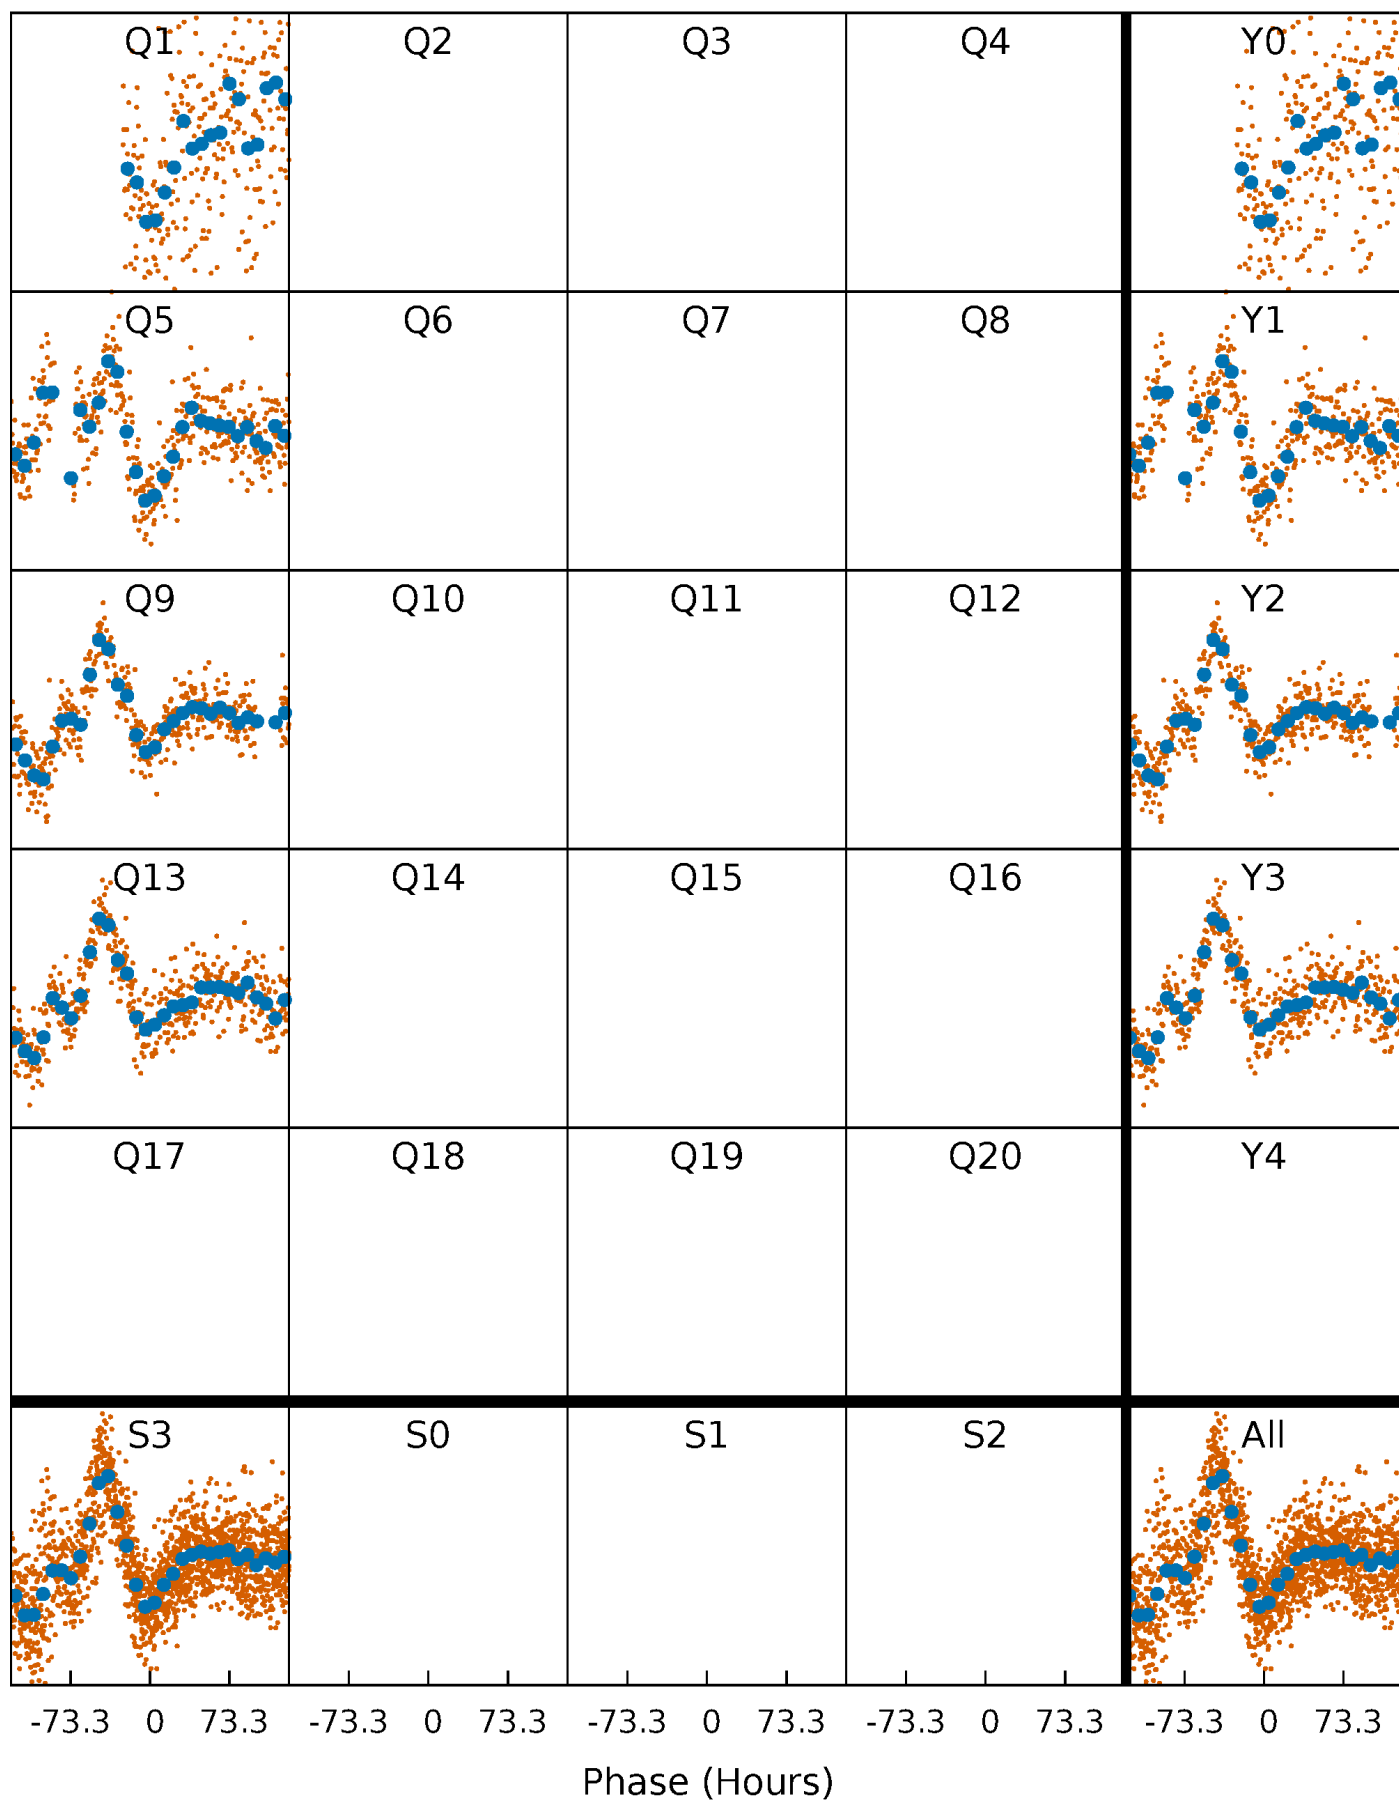 Q1 Q2 Q3 Q4 Y0
Q5 Q6 Q7 Q8 Y1
Q9 Q10 Q11 Q12 Y2
Q13 Q14 Q15 Q16 Y3
Q17 Q18 Q19 Q20 Y4
S3 S0 S1 S2 All
-73.3 0 73.3 -73.3 0 73.3 -73.3 0 73.3 -73.3 0 73.3 -73.3 0 73.3
Phase (Hours)